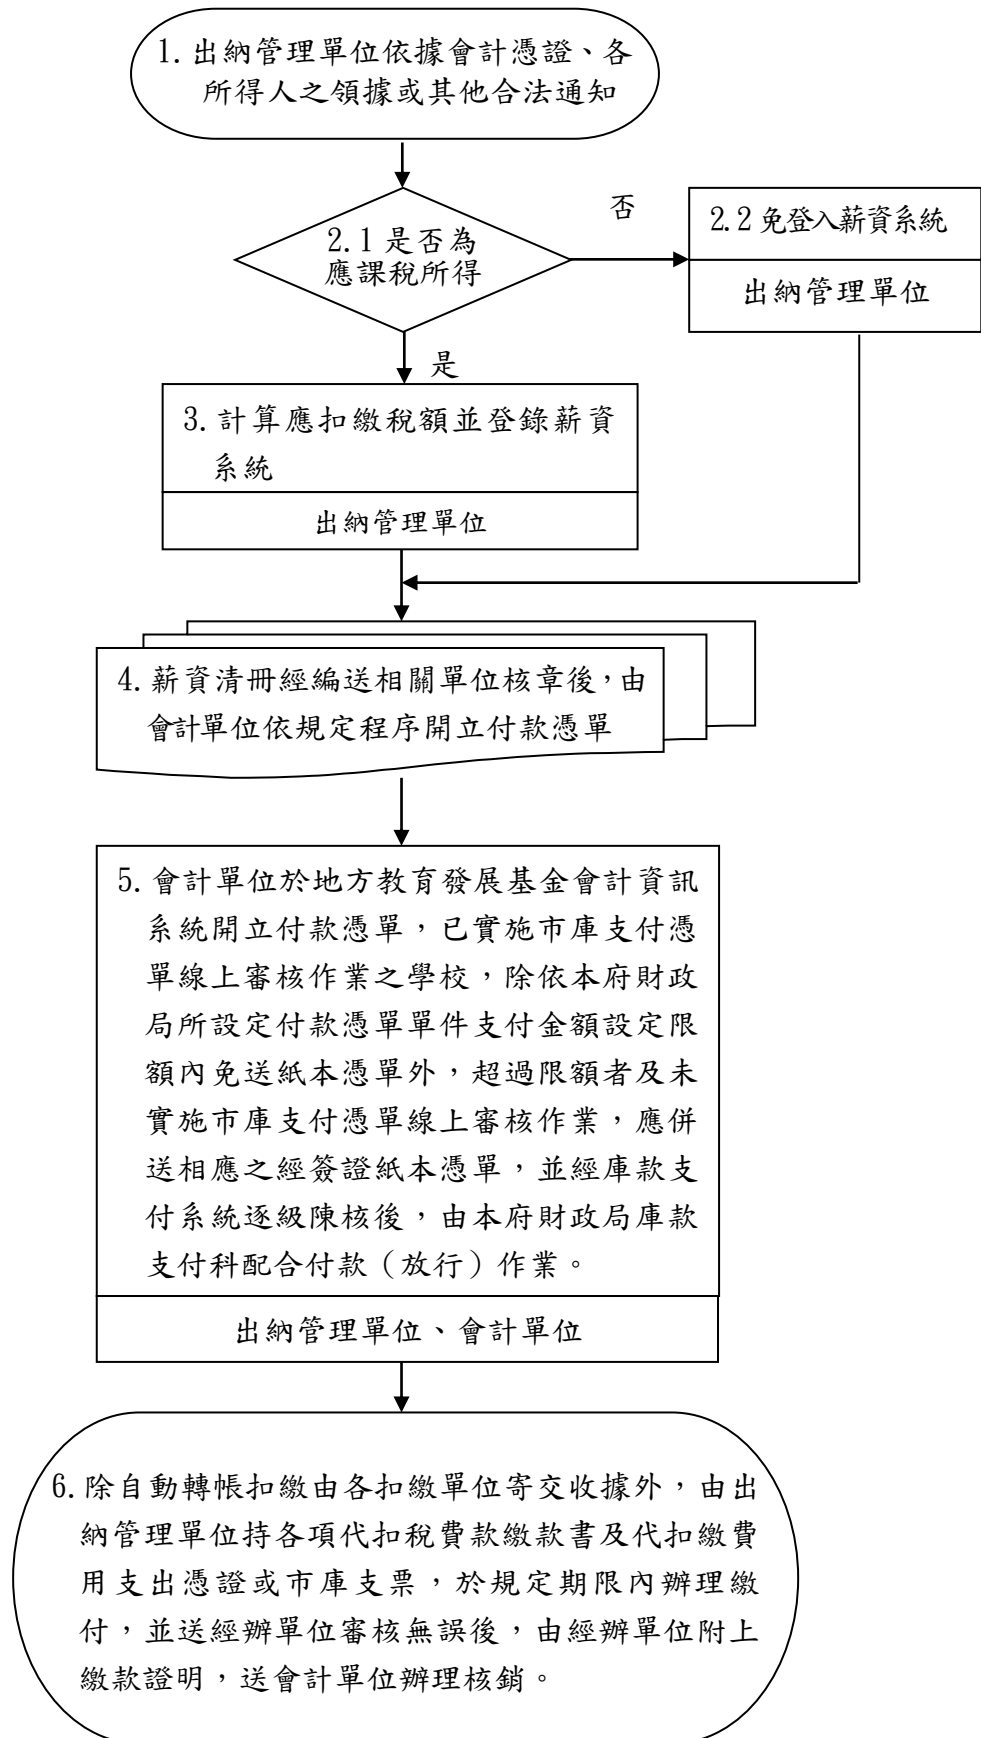 1. 出納管理單位依據會計憑證、各
所得人之領據或其他合法通知
2.1 是否為
應課稅所得
否
2.2 免登入薪資系統
出納管理單位
是
3. 計算應扣繳稅額並登錄薪資
系統
出納管理單位
4. 薪資清冊經編送相關單位核章後，由
會計單位依規定程序開立付款憑單
5. 會計單位於地方教育發展基金會計資訊
系統開立付款憑單，已實施市庫支付憑
單線上審核作業之學校，除依本府財政
局所設定付款憑單單件支付金額設定限
額內免送紙本憑單外，超過限額者及未
實施市庫支付憑單線上審核作業，應併
送相應之經簽證紙本憑單，並經庫款支
付系統逐級陳核後，由本府財政局庫款
支付科配合付款（放行）作業。
出納管理單位、會計單位
6. 除自動轉帳扣繳由各扣繳單位寄交收據外，由出
納管理單位持各項代扣稅費款繳款書及代扣繳費
用支出憑證或市庫支票，於規定期限內辦理繳
付，並送經辦單位審核無誤後，由經辦單位附上
繳款證明，送會計單位辦理核銷。